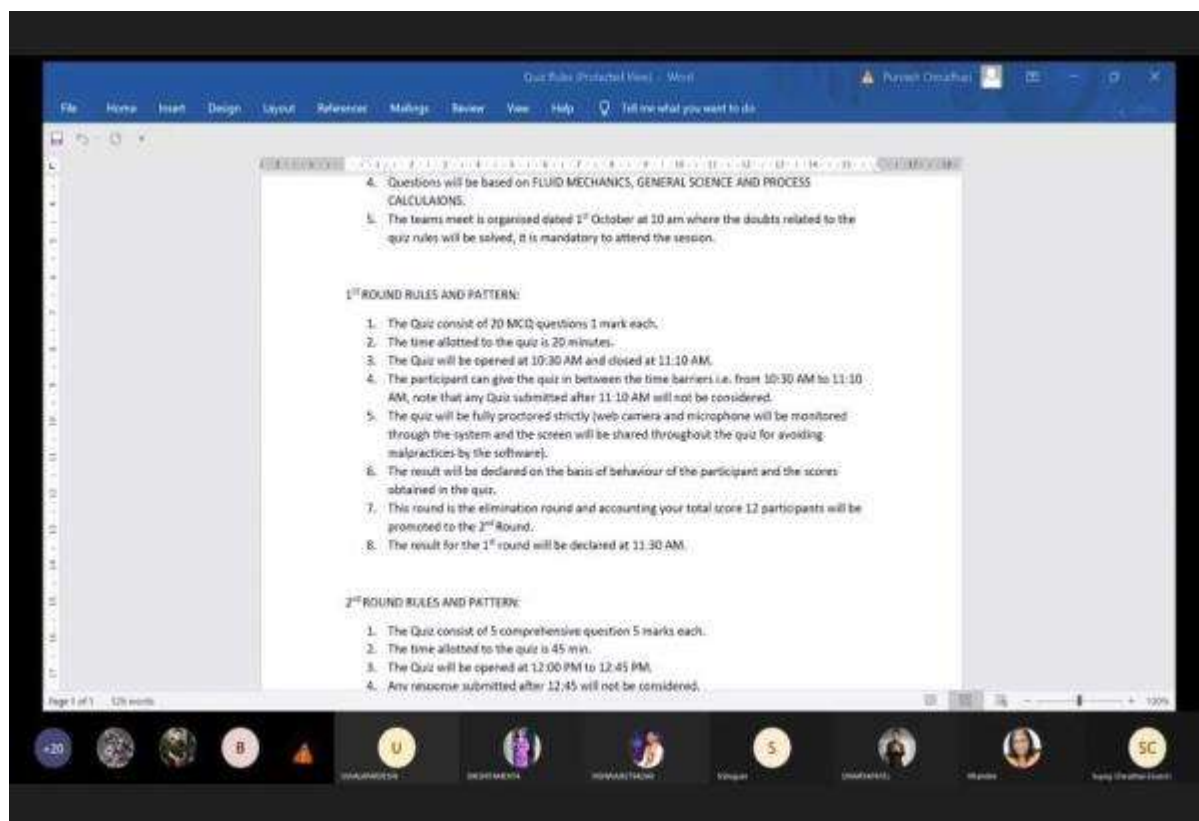 Quiz Rules (Protected View) - Word
File Home Insert Design Layout References Mailings Review View Help Tell me what you want to do
4. Questions will be based on FLUID MECHANICS, GENERAL SCIENCE AND PROCESS
CALCULAIONS.
5. The teams meet is organised dated 1st October at 10 am where the doubts related to the
quiz rules will be solved, it is mandatory to attend the session.
1ST ROUND RULES AND PATTERN:
1. The Quiz consist of 20 MCQ questions 1 mark each.
2. The time allotted to the quiz is 20 minutes.
3. The Quiz will be opened at 10:30 AM and closed at 11:10 AM.
4. The participant can give the quiz in between the time barriers i.e. from 10:30 AM to 11:10
AM, note that any Quiz submitted after 11:10 AM will not be considered.
5. The quiz will be fully proctored strictly (web camera and microphone will be monitored
through the system and the screen will be shared throughout the quiz for avoiding
malpractices by the software).
6. The result will be declared on the basis of behaviour of the participant and the scores
obtained in the quiz.
7. This round is the elimination round and accounting your total score 12 participants will be
promoted to the 2nd Round.
8. The result for the 1st round will be declared at 11:30 AM.
2nd ROUND RULES AND PATTERN:
1. The Quiz consist of 5 comprehensive question 5 marks each.
2. The time allotted to the quiz is 45 min.
3. The Quiz will be opened at 12:00 PM to 12:45 PM.
4. Any response submitted after 12:45 will not be considered.
Page 1 of 1 words
100%
+20 B U S SC